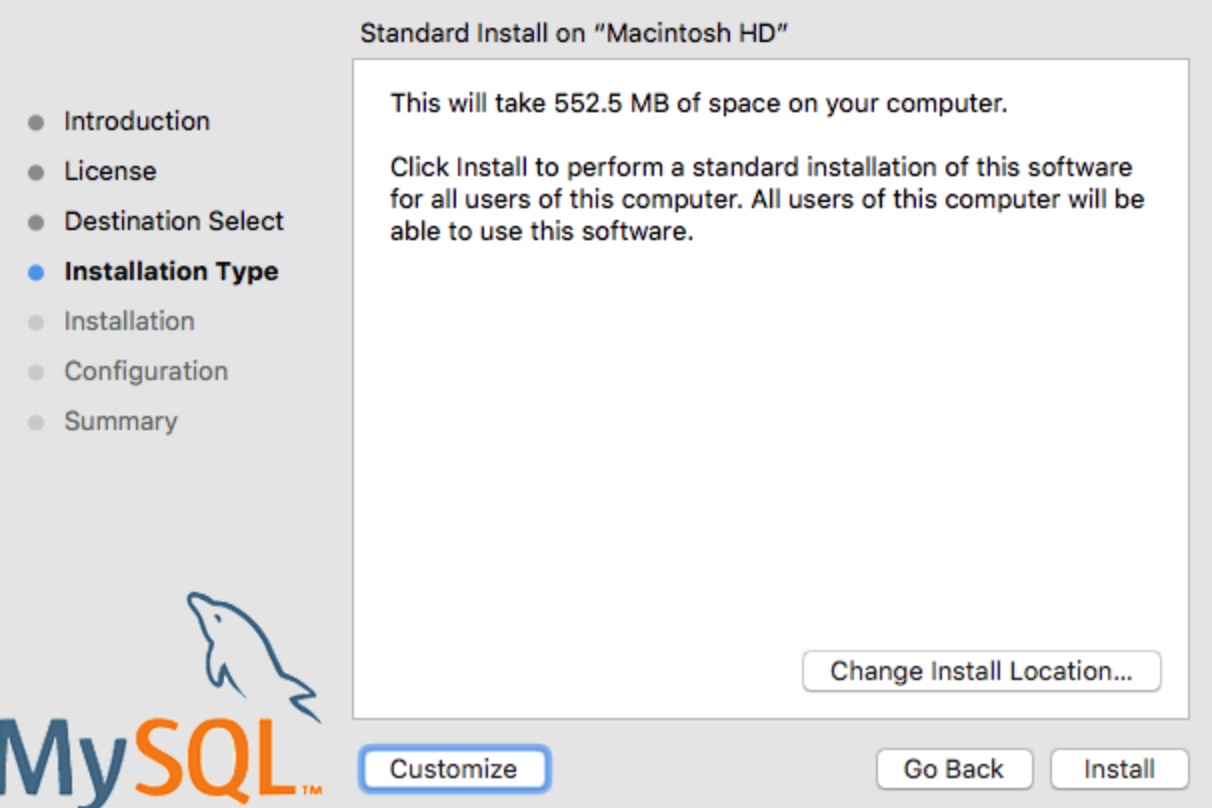 Standard Install on “Macintosh HD”
This will take 552.5 MB of space on your computer.
Click Install to perform a standard installation of this software
for all users of this computer. All users of this computer will be
able to use this software.
Introduction
License
Destination Select
Installation Type
Installation
Configuration
Summary
Change Install Location...
MySQL™
Customize
Go Back
Install